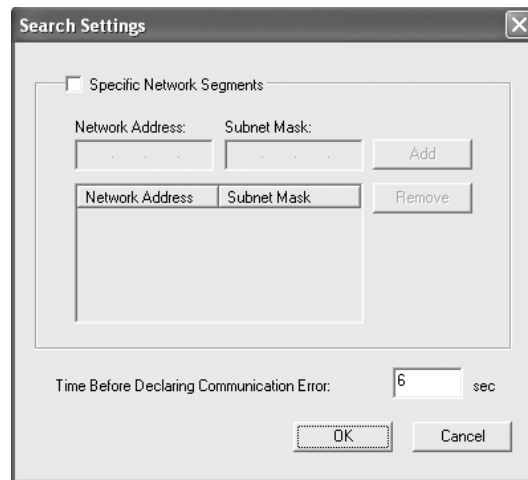 Search Settings
Specific Network Segments
Network Address: Subnet Mask:
. . . . . . Add
Network Address Subnet Mask Remove
Time Before Declaring Communication Error: 6 sec
OK Cancel